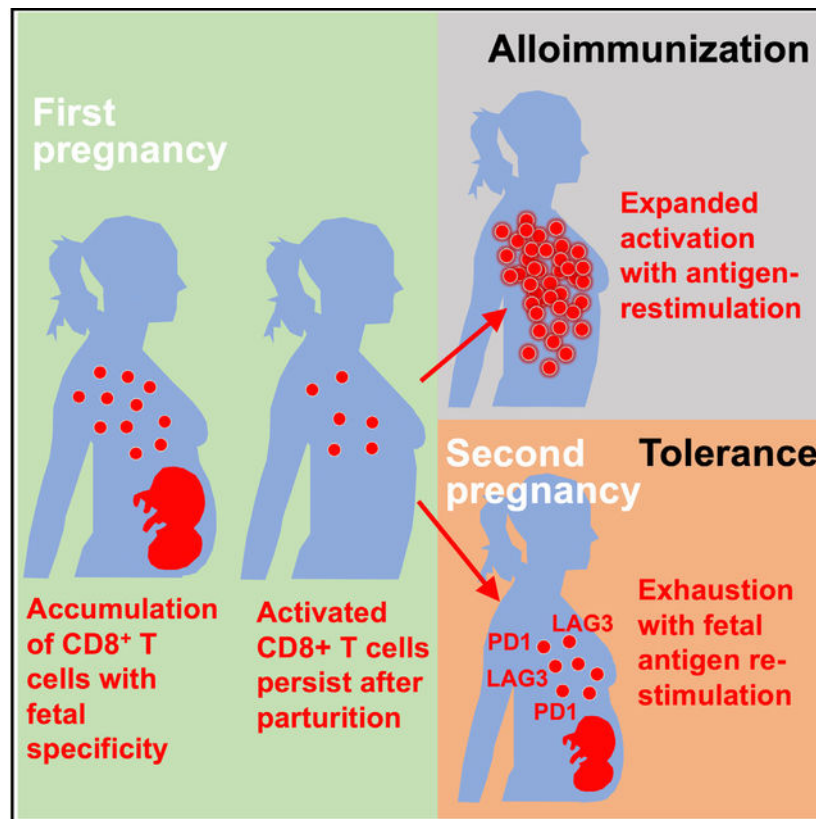 First
pregnancy
Accumulation
of CD8⁺ T
cells with
fetal
specificity
Activated
CD8+ T cells
persist after
parturition
Alloimmunization
Expanded
activation
with antigen-
restimulation
Second
pregnancy
Tolerance
PD1
LAG3
LAG3
PD1
Exhaustion
with fetal
antigen re-
stimulation